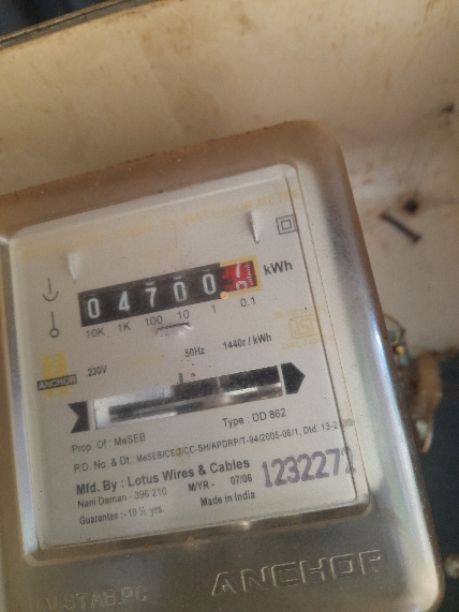 kWh
0 4 7 0 0
10K 1K 100 10 1 0.1
ANCHOR
230V 50Hz 1440r / kWh
Type : DD 862
Prop. Of : MeSEB
P.O. No. & Dt.
Mfd. By : Lotus Wires & Cables
Nani Daman - 396 210 M/YR - 07/06 1232272
Guarantee :- 10 ½ yrs. Made in India
ANCHOR